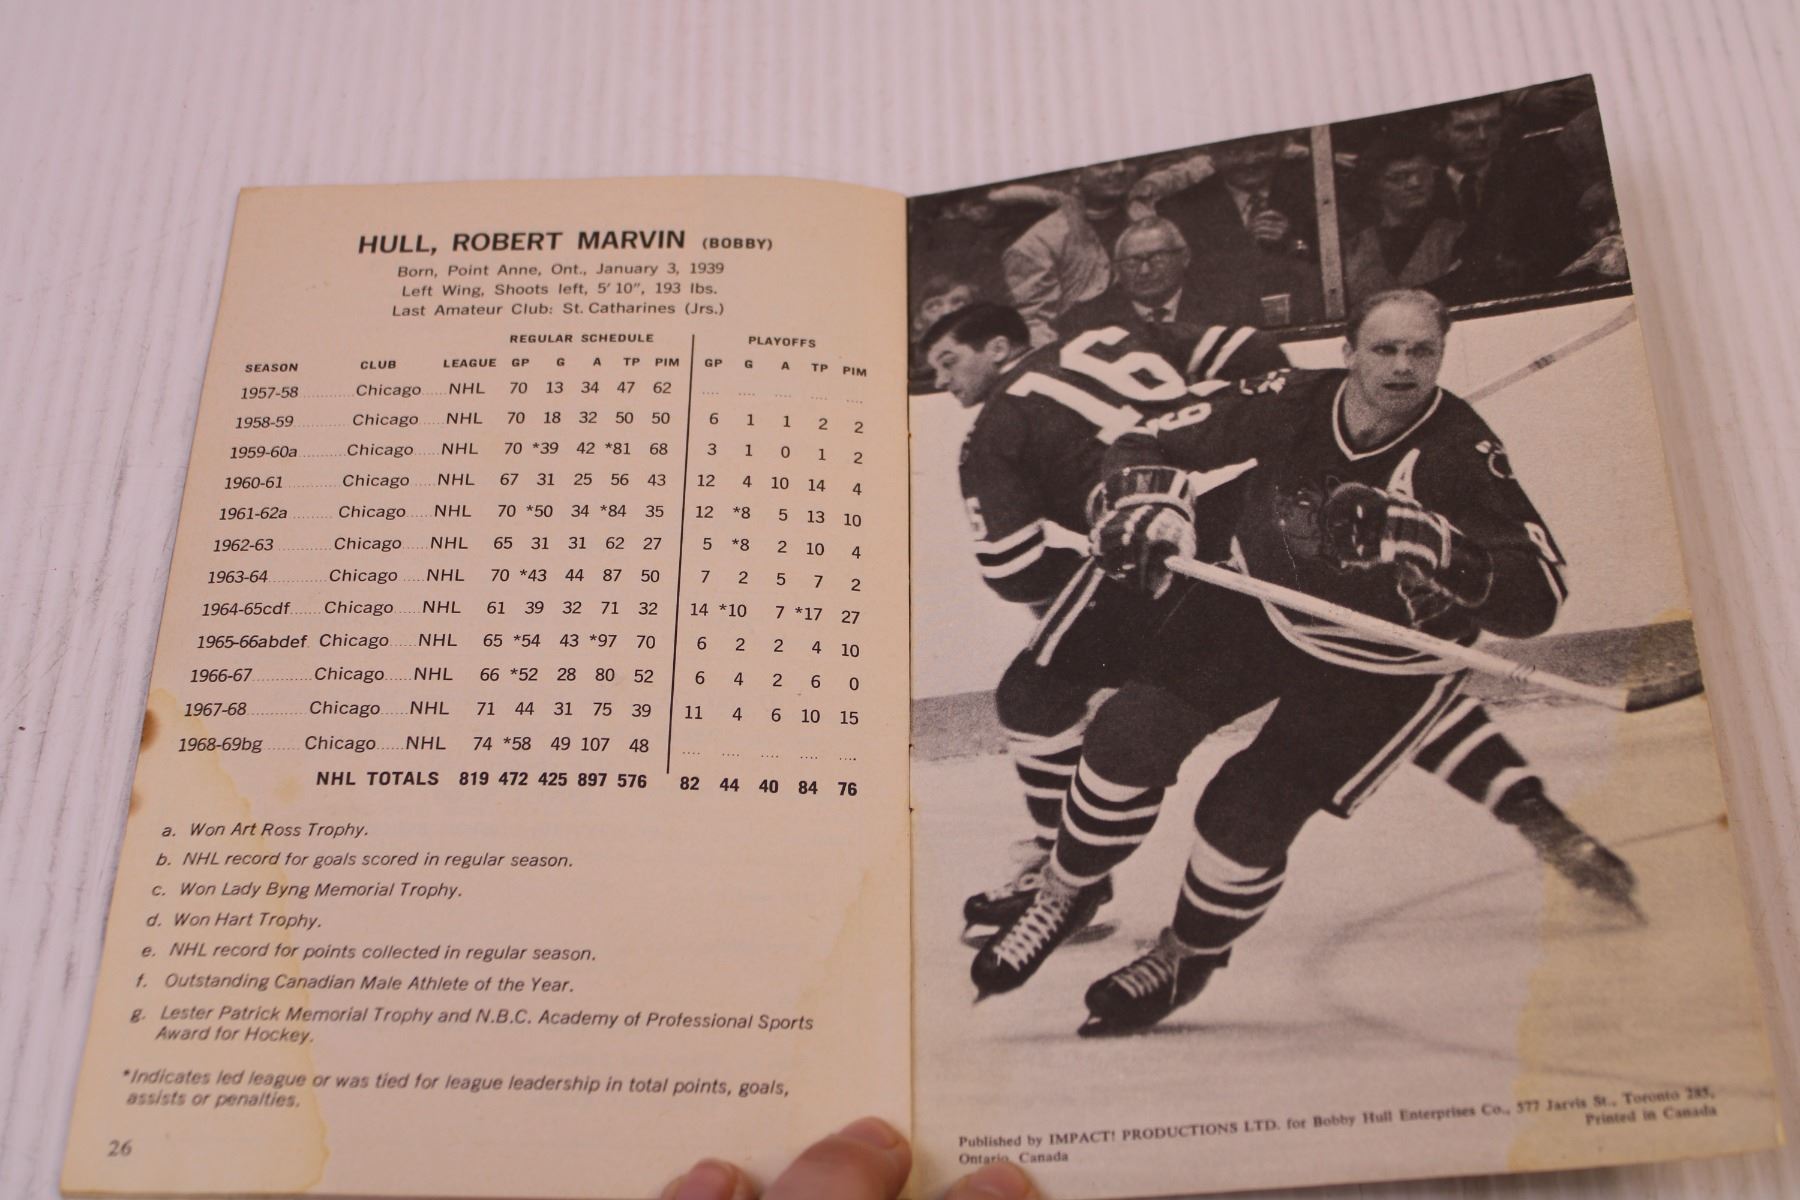 HULL, ROBERT MARVIN (BOBBY)
Born, Point Anne, Ont., January 3, 1939
Left Wing, Shoots left, 5' 10", 193 lbs.
Last Amateur Club: St. Catharines (Jrs.)
REGULAR SCHEDULE PLAYOFFS
SEASON CLUB LEAGUE GP G A TP PIM GP G A TP PIM
1957-58 ........... Chicago ..... NHL 70 13 34 47 62 .... .... .... .... ....
1958-59 ........... Chicago ..... NHL 70 18 32 50 50 6 1 1 2 2
1959-60a ......... Chicago ..... NHL 70 *39 42 *81 68 3 1 0 1 2
1960-61 ........... Chicago ..... NHL 67 31 25 56 43 12 4 10 14 4
1961-62a ......... Chicago ..... NHL 70 *50 34 *84 35 12 *8 5 13 10
1962-63 ........... Chicago ..... NHL 65 31 31 62 27 5 *8 2 10 4
1963-64 ........... Chicago ..... NHL 70 *43 44 87 50 7 2 5 7 2
1964-65cdf ...... Chicago ..... NHL 61 39 32 71 32 14 *10 7 *17 27
1965-66abdef Chicago ..... NHL 65 *54 43 *97 70 6 2 2 4 10
1966-67 ........... Chicago ..... NHL 66 *52 28 80 52 6 4 2 6 0
1967-68 ........... Chicago ..... NHL 71 44 31 75 39 11 4 6 10 15
1968-69bg ....... Chicago ..... NHL 74 *58 49 107 48 .... .... .... .... ....
NHL TOTALS 819 472 425 897 576 82 44 40 84 76
a. Won Art Ross Trophy.
b. NHL record for goals scored in regular season.
c. Won Lady Byng Memorial Trophy.
d. Won Hart Trophy.
e. NHL record for points collected in regular season.
f. Outstanding Canadian Male Athlete of the Year.
g. Lester Patrick Memorial Trophy and N.B.C. Academy of Professional Sports
Award for Hockey.
*Indicates led league or was tied for league leadership in total points, goals,
assists or penalties.
26
16
Published by IMPACT! PRODUCTIONS LTD. for Bobby Hull Enterprises Co., 577 Jarvis St., Toronto 285,
Ontario, Canada Printed in Canada